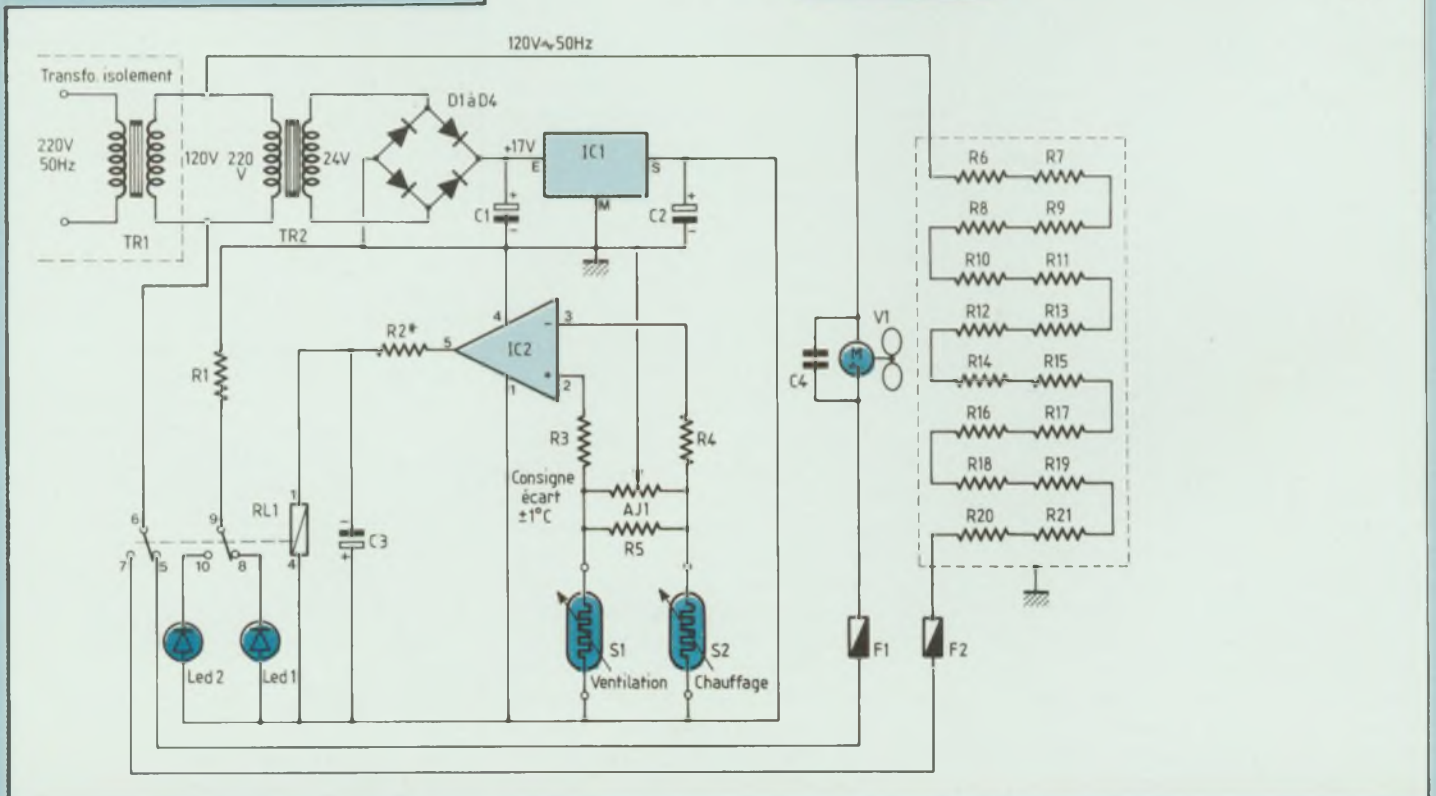 120V~50Hz
Transfo. isolement
220V
50Hz
TR1
120V
220
V
24V
TR2
D1 à D4
+17V
E
IC1
S
M
C1
+
-
C2
+
-
R6
R7
R8
R9
R10
R11
R12
R13
R14
R15
R16
R17
R18
R19
R20
R21
R1
R2*
5
4
IC2
1
-
3
+
2
R3
R4
Consigne
écart
±1°C
AJ1
R5
C4
M
V1
6
7
5
9
10
8
RL1
1
4
-
C3
+
Led 2
Led 1
S1
Ventilation
S2
Chauffage
F1
F2